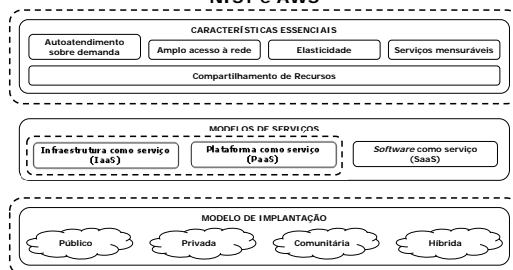 NIST e AWS
CARACTERÍSTICAS ESSENCIAIS
Autoatendimento
sobre demanda
Amplo acesso à rede
Elasticidade
Serviços mensuráveis
Compartilhamento de Recursos
MODELOS DE SERVIÇOS
Infraestrutura como serviço
(IaaS)
Plataforma como serviço
(PaaS)
Software como serviço
(SaaS)
MODELO DE IMPLANTAÇÃO
Público
Privada
Comunitária
Híbrida